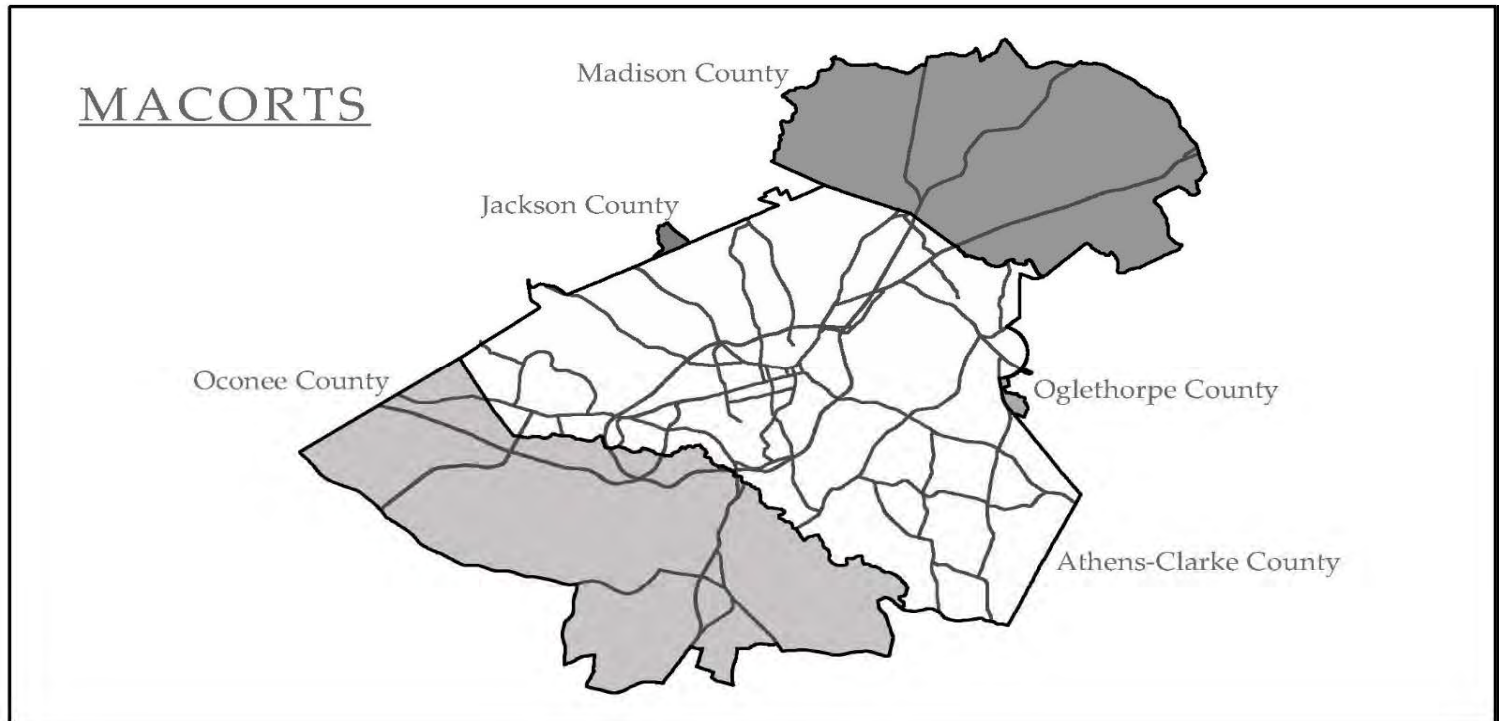 MACORTS
Madison County
Jackson County
Oconee County
Oglethorpe County
Athens-Clarke County